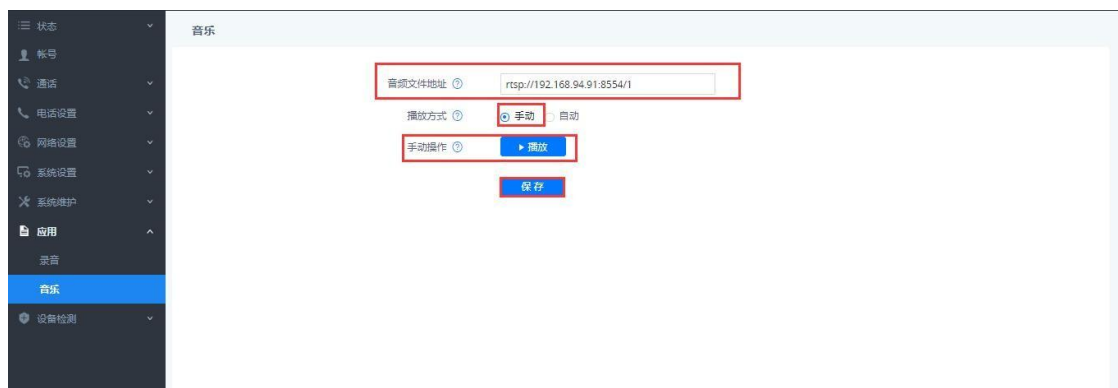 状态
帐号
通话
电话设置
网络设置
系统设置
系统维护
应用
录音
音乐
设备检测
音乐
音频文件地址 rtsp://192.168.94.91:8554/1
播放方式 手动 自动
手动操作 播放
保存